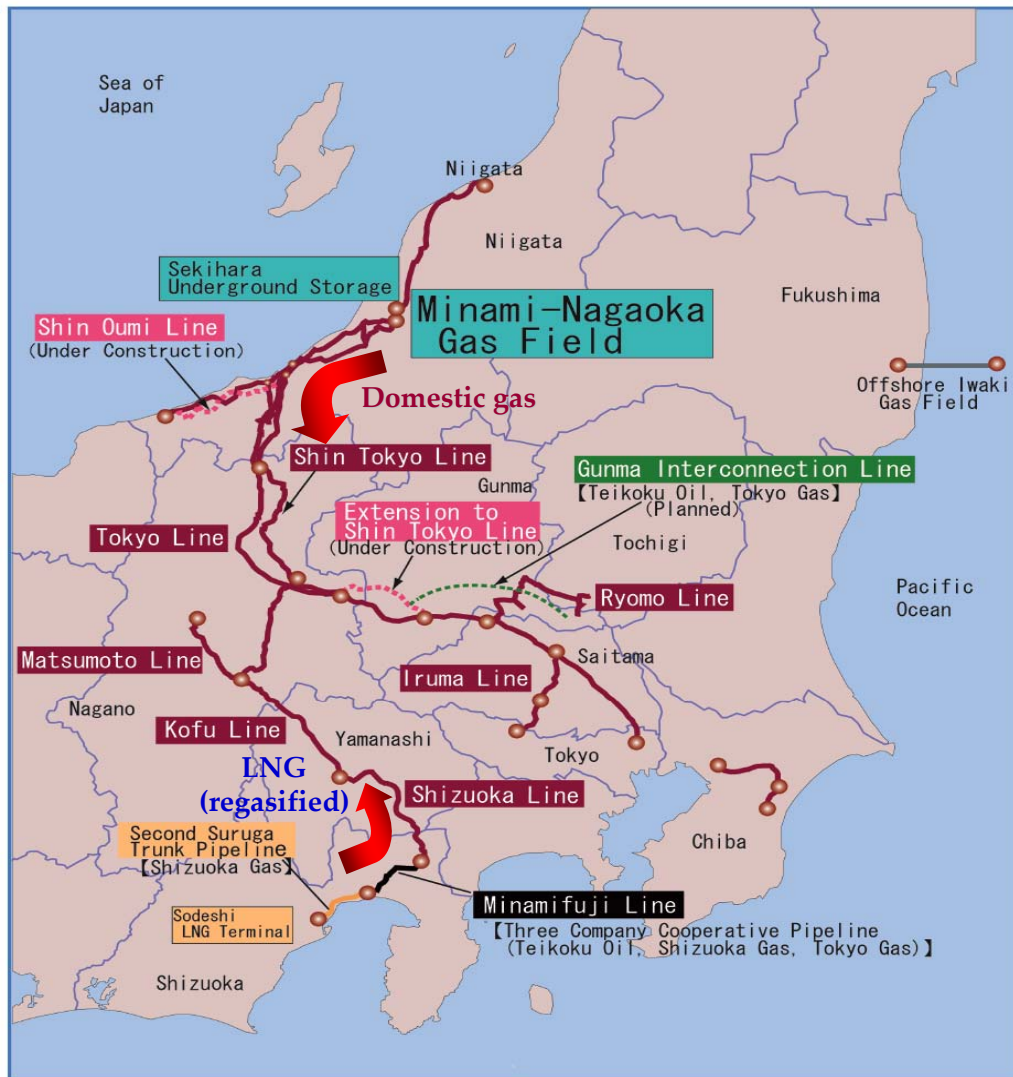 Sea of
Japan
Niigata
Niigata
Sekihara
Underground Storage
Minami-Nagaoka
Gas Field
Fukushima
Shin Oumi Line
(Under Construction)
Offshore Iwaki
Gas Field
Domestic gas
Shin Tokyo Line
Gunma Interconnection Line
【Teikoku Oil, Tokyo Gas】
(Planned)
Gunma
Extension to
Shin Tokyo Line
(Under Construction)
Tochigi
Tokyo Line
Pacific
Ocean
Ryomo Line
Matsumoto Line
Saitama
Iruma Line
Nagano
Kofu Line
Yamanashi
Tokyo
LNG
(regasified)
Shizuoka Line
Second Suruga
Trunk Pipeline
【Shizuoka Gas】
Chiba
Sodeshi
LNG Terminal
Minamifuji Line
【Three Company Cooperative Pipeline
(Teikoku Oil, Shizuoka Gas, Tokyo Gas)】
Shizuoka